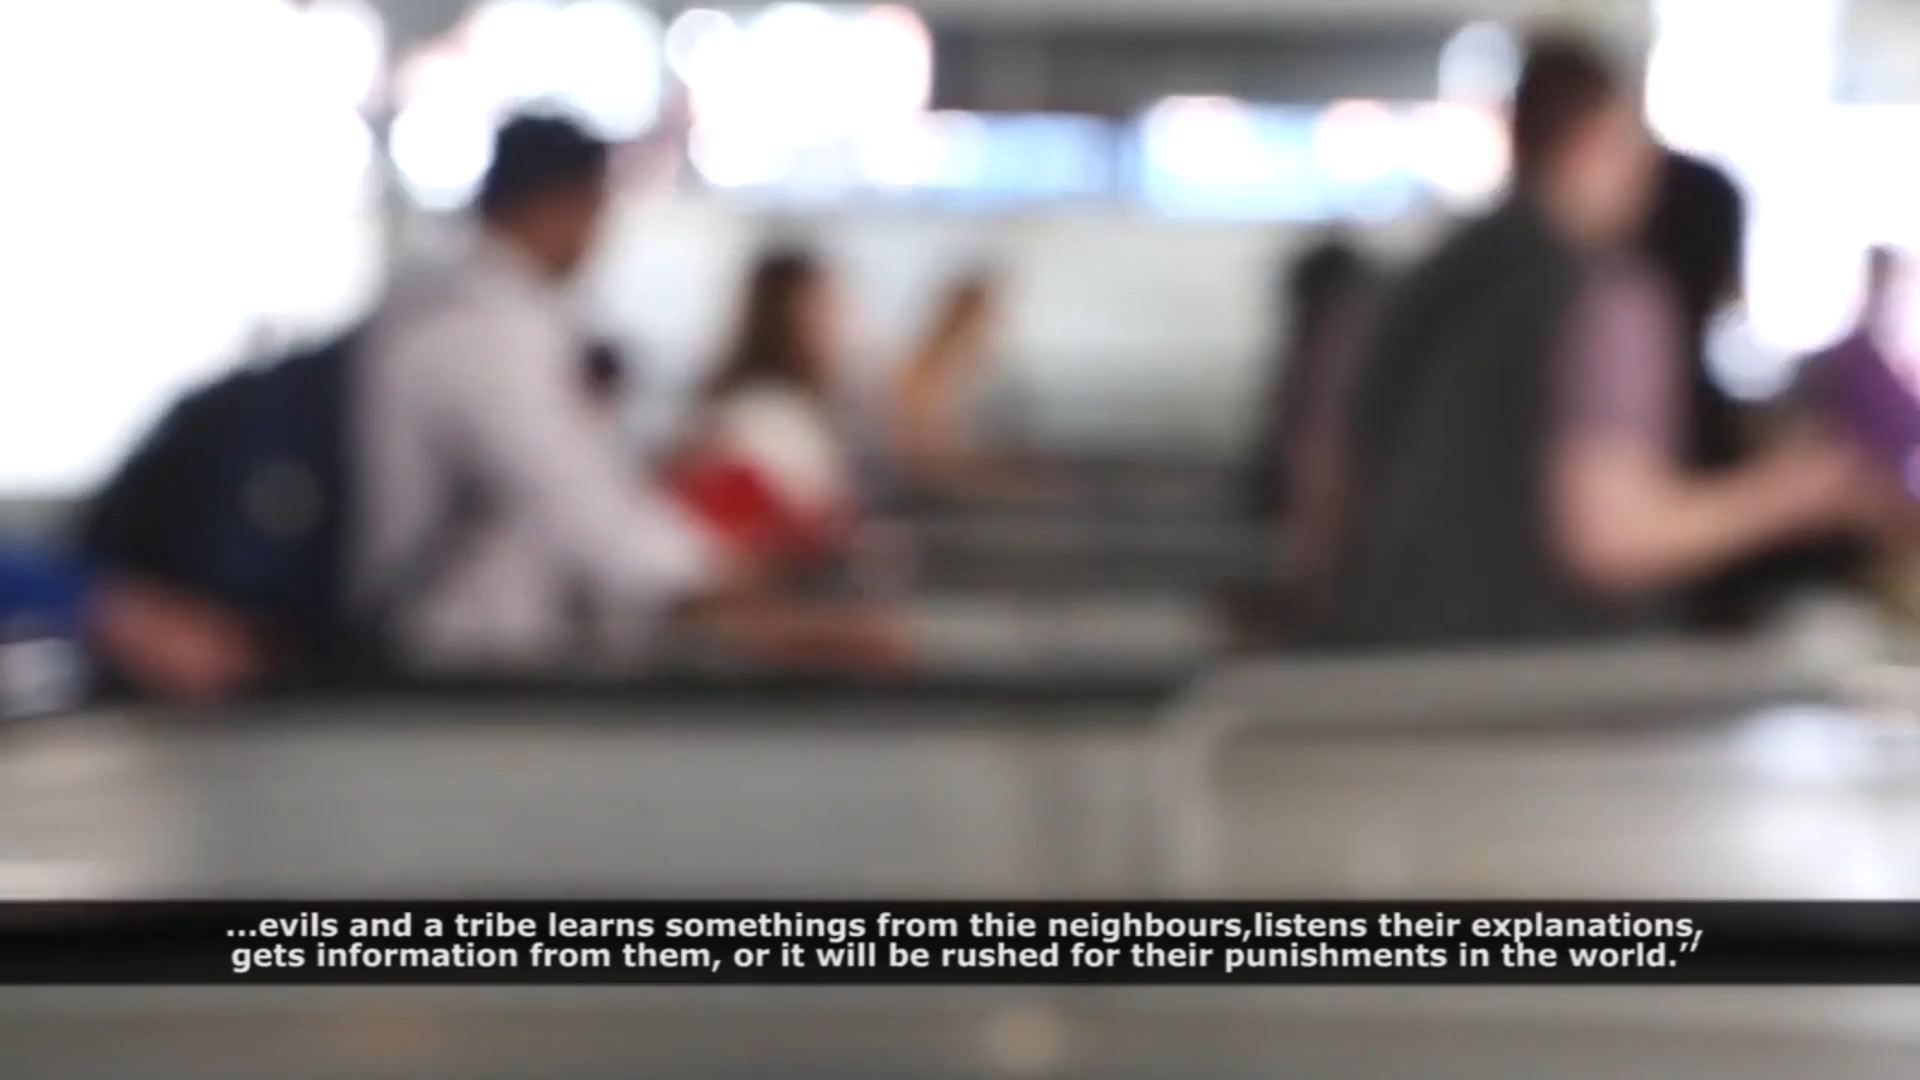 ...evils and a tribe learns somethings from thie neighbours,listens their explanations,
gets information from them, or it will be rushed for their punishments in the world.”